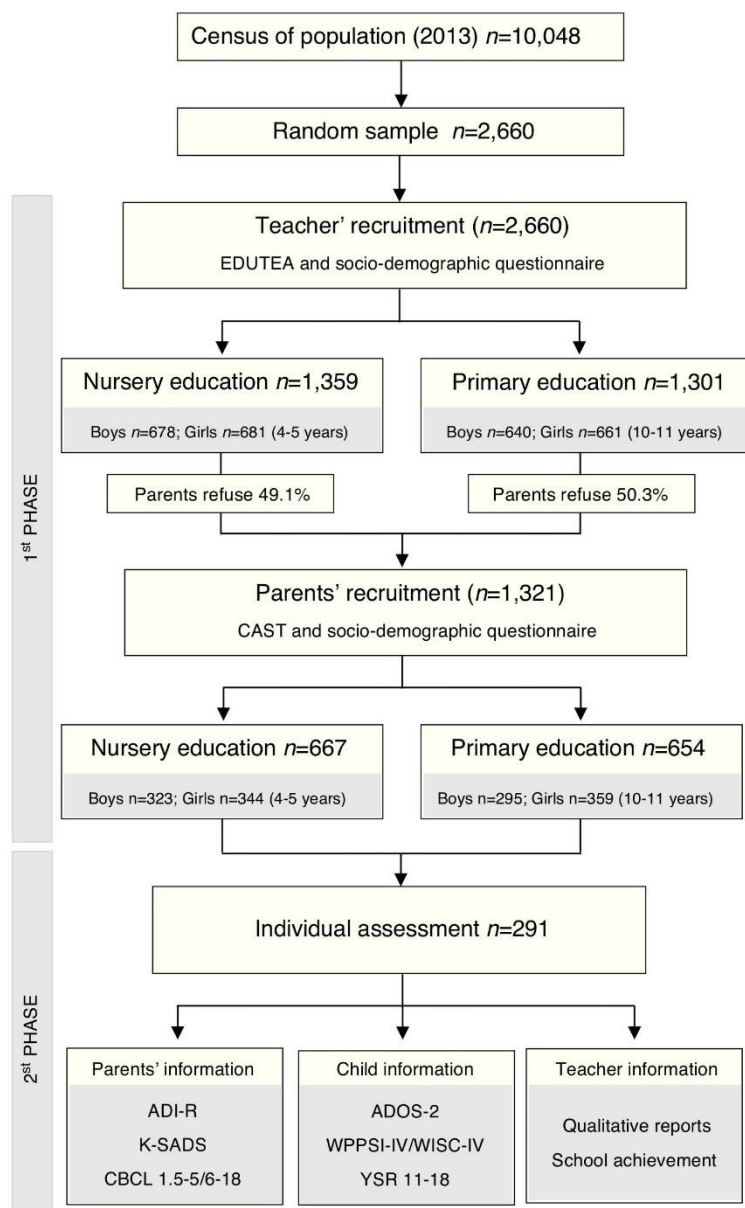 Census of population (2013) n=10,048
Random sample n=2,660
1st PHASE
Teacher’ recruitment (n=2,660)
EDUTEA and socio-demographic questionnaire
Nursery education n=1,359
Boys n=678; Girls n=681 (4-5 years)
Primary education n=1,301
Boys n=640; Girls n=661 (10-11 years)
Parents refuse 49.1%
Parents refuse 50.3%
Parents’ recruitment (n=1,321)
CAST and socio-demographic questionnaire
Nursery education n=667
Boys n=323; Girls n=344 (4-5 years)
Primary education n=654
Boys n=295; Girls n=359 (10-11 years)
2st PHASE
Individual assessment n=291
Parents’ information
ADI-R
K-SADS
CBCL 1.5-5/6-18
Child information
ADOS-2
WPPSI-IV/WISC-IV
YSR 11-18
Teacher information
Qualitative reports
School achievement